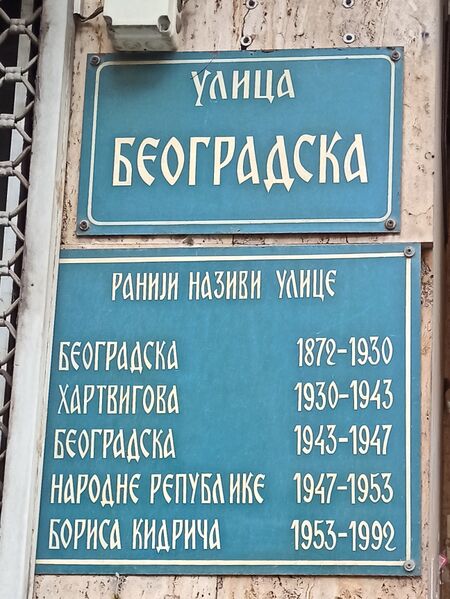 УЛИЦА
БЕОГРАДСКА
РАНИЈИ НАЗИВИ УЛИЦЕ
БЕОГРАДСКА 1872-1930
ХАРТВИГОВА 1930-1943
БЕОГРАДСКА 1943-1947
НАРОДНЕ РЕПУБЛИКЕ 1947-1953
БОРИСА КИДРИЧА 1953-1992